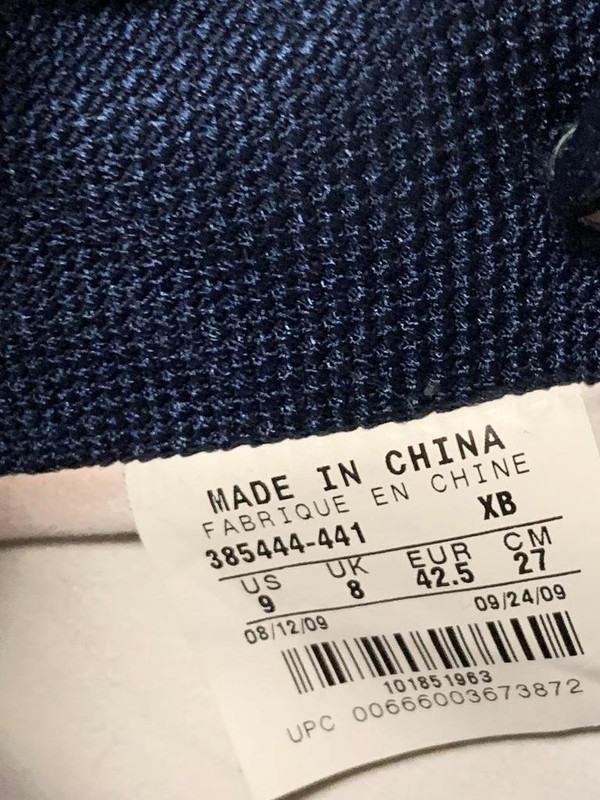 MADE IN CHINA
FABRIQUE EN CHINE
385444-441 XB
US UK EUR CM
9 8 42.5 27
08/12/09 09/24/09
101851963
UPC 00666003673872